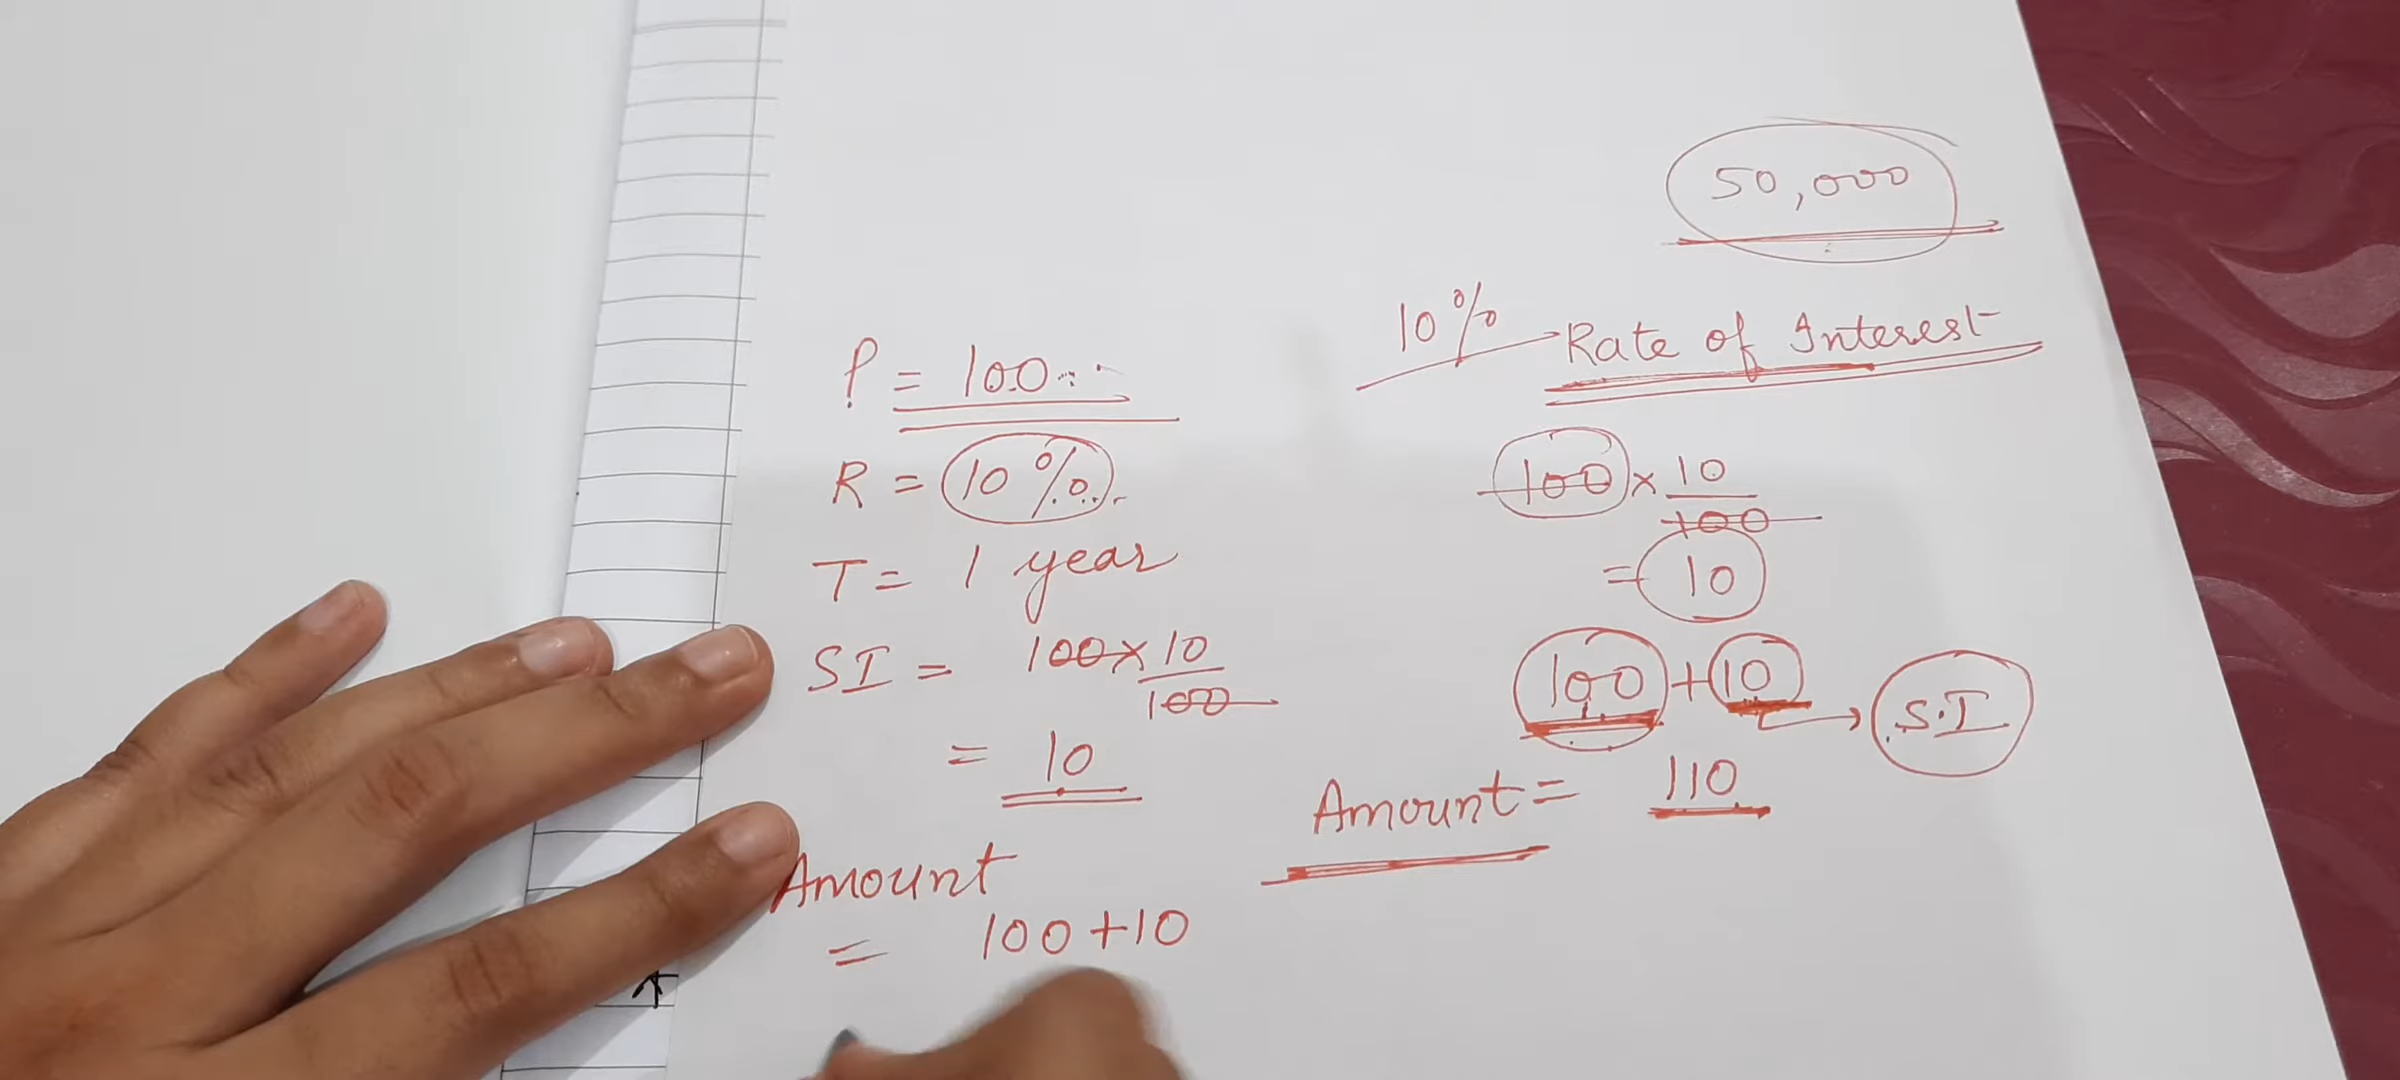 50,000
10% Rate of Interest
P = 100
R = 10%
T = 1 year
SI = 100 × 10
100
= 10
Amount
= 100 + 10
100 × 10
100
= 10
100 + 10 → S.I
Amount = 110